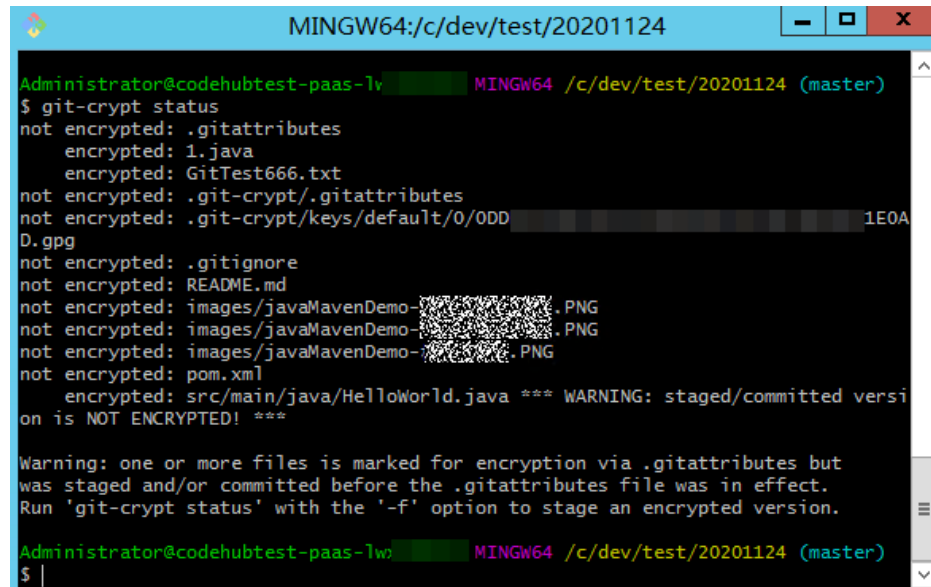 MINGW64:/c/dev/test/20201124
Administrator@codehubtest-paas-lw MINGW64 /c/dev/test/20201124 (master)
$ git-crypt status
not encrypted: .gitattributes
encrypted: 1.java
encrypted: GitTest666.txt
not encrypted: .git-crypt/.gitattributes
not encrypted: .git-crypt/keys/default/0/0DD 1E0A
D.gpg
not encrypted: .gitignore
not encrypted: README.md
not encrypted: images/javaMavenDemo- .PNG
not encrypted: images/javaMavenDemo- .PNG
not encrypted: images/javaMavenDemo- .PNG
not encrypted: pom.xml
encrypted: src/main/java/HelloWorld.java *** WARNING: staged/committed versi
on is NOT ENCRYPTED! ***
Warning: one or more files is marked for encryption via .gitattributes but
was staged and/or committed before the .gitattributes file was in effect.
Run 'git-crypt status' with the '-f' option to stage an encrypted version.
Administrator@codehubtest-paas-lw MINGW64 /c/dev/test/20201124 (master)
$